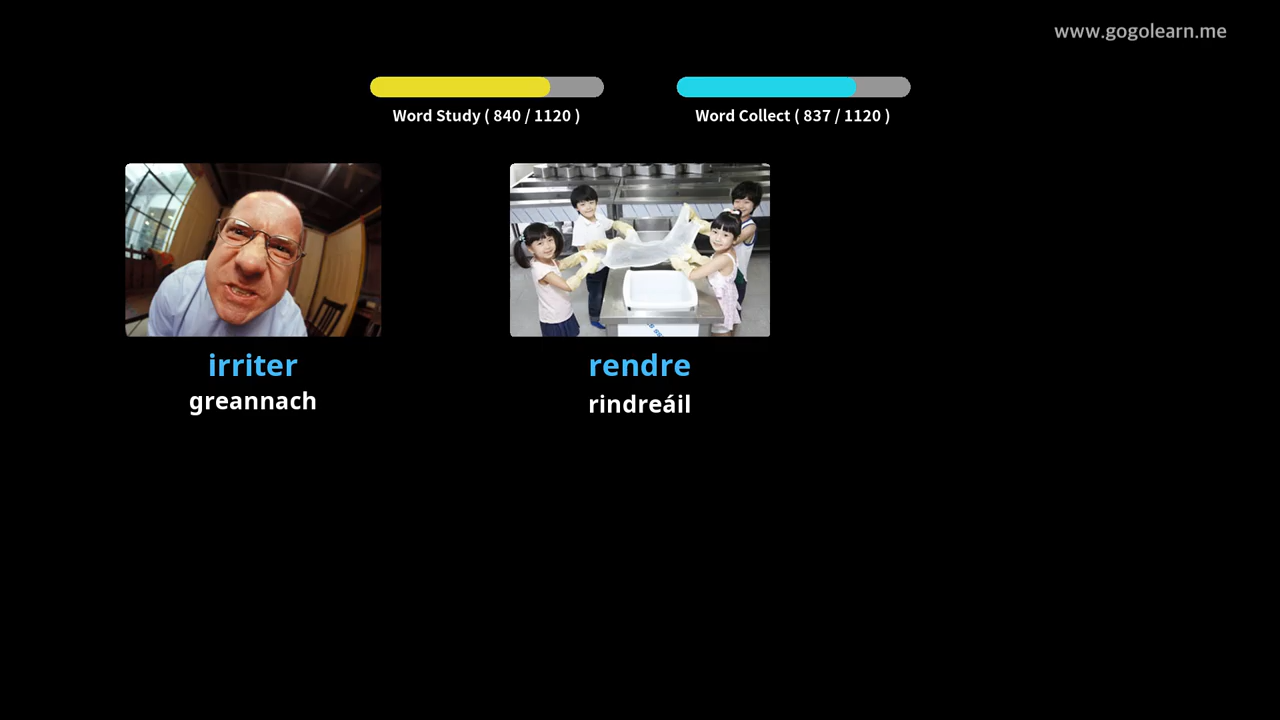 www.gogolearn.me
Word Study ( 840 / 1120 )
Word Collect ( 837 / 1120 )
irriter
greannach
rendre
rindreáil